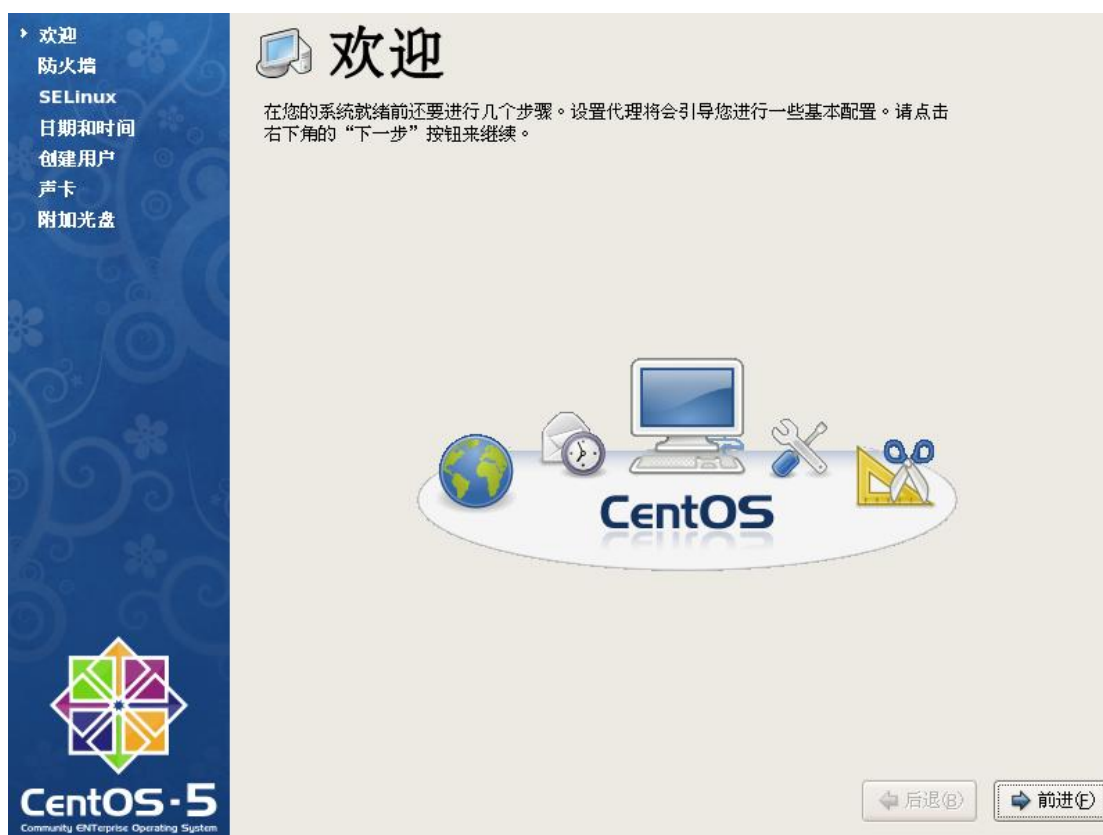 欢迎
防火墙
SELinux
日期和时间
创建用户
声卡
附加光盘
欢迎
在您的系统就绪前还要进行几个步骤。设置代理将会引导您进行一些基本配置。请点击
右下角的“下一步”按钮来继续。
CentOS
CentOS-5
Community ENTerprise Operating System
后退(B)
前进(F)